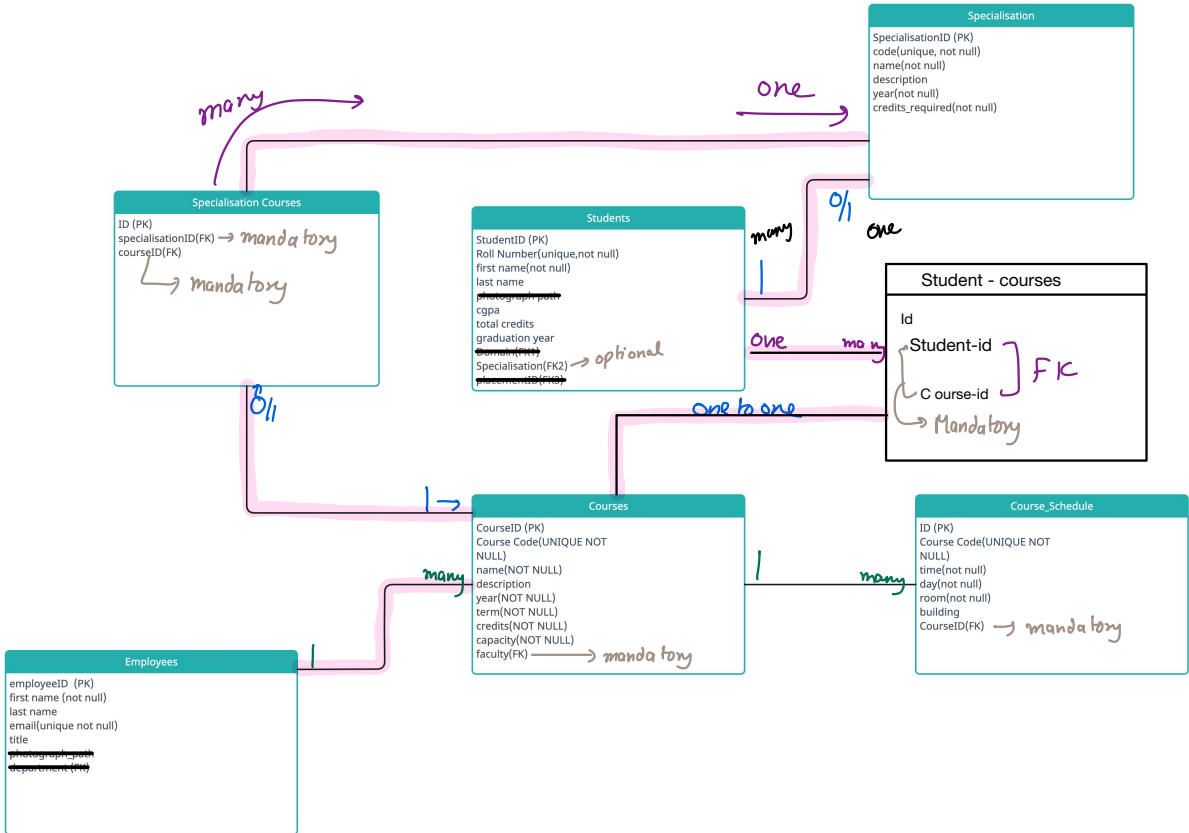 Specialisation
SpecialisationID (PK)
code(unique, not null)
name(not null)
description
year(not null)
credits_required(not null)
many
one
Specialisation Courses
ID (PK)
specialisationID(FK) → mandatory
courseID(FK)
mandatory
Students
StudentID (PK)
Roll Number(unique,not null)
first name(not null)
last name
photograph path
cgpa
total credits
graduation year
Domain(FK1)
Specialisation(FK2) → optional
placementID(FK3)
many
0/1
one
1
one
many
Student - courses
Id
Student-id
FK
C ourse-id
Mandatory
one to one
0/1
1 →
Courses
CourseID (PK)
Course Code(UNIQUE NOT
NULL)
name(NOT NULL)
description
year(NOT NULL)
term(NOT NULL)
credits(NOT NULL)
capacity(NOT NULL)
faculty(FK) → mandatory
many
1
1
many
Course_Schedule
ID (PK)
Course Code(UNIQUE NOT
NULL)
time(not null)
day(not null)
room(not null)
building
CourseID(FK) → mandatory
Employees
employeeID (PK)
first name (not null)
last name
email(unique not null)
title
photograph_path
department (FK)